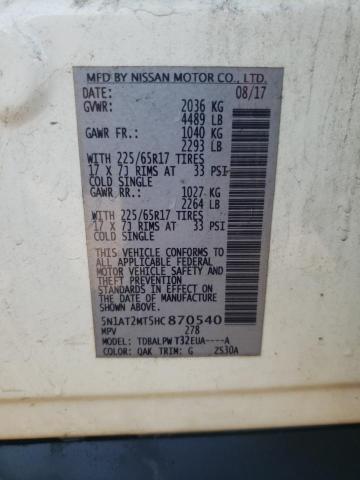 MFD BY NISSAN MOTOR CO., LTD.
DATE: 08/17
GVWR: 2036 KG
4489 LB
GAWR FR.: 1040 KG
2293 LB
WITH 225/65R17 TIRES
17 X 7J RIMS AT 33 PSI
COLD SINGLE
GAWR RR.: 1027 KG
2264 LB
WITH 225/65R17 TIRES
17 X 7J RIMS AT 33 PSI
COLD SINGLE
THIS VEHICLE CONFORMS TO
ALL APPLICABLE FEDERAL
MOTOR VEHICLE SAFETY
AND THEFT PREVENTION
STANDARDS IN EFFECT ON
THE DATE OF MANUFACTURE
SHOWN ABOVE.
5N1AT2MT5HC870540
MPV 278
MODEL: TDBALPW T32EUA----A
COLOR: QAK TRIM: G 2S30A